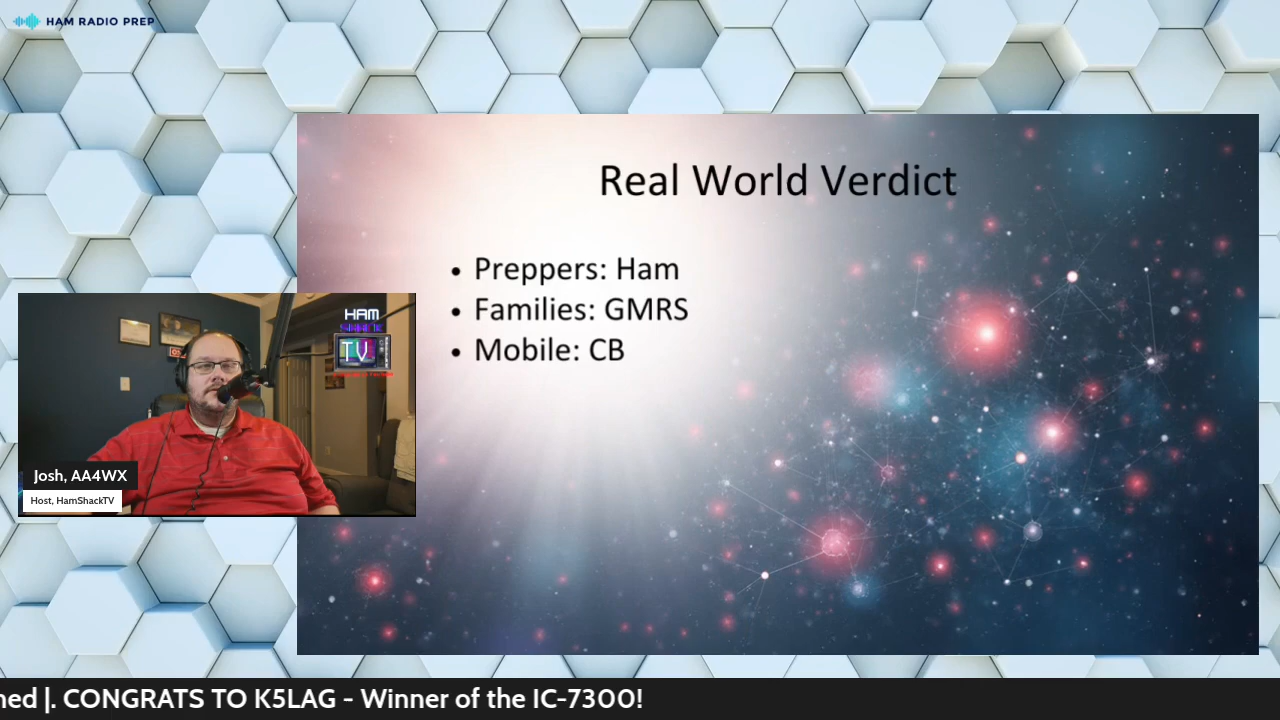 HAM RADIO PREP
Real World Verdict
• Preppers: Ham
• Families: GMRS
• Mobile: CB
HAM
SHACK
TV
Josh, AA4WX
Host, HamShackTV
ned |. CONGRATS TO K5LAG - Winner of the IC-7300!